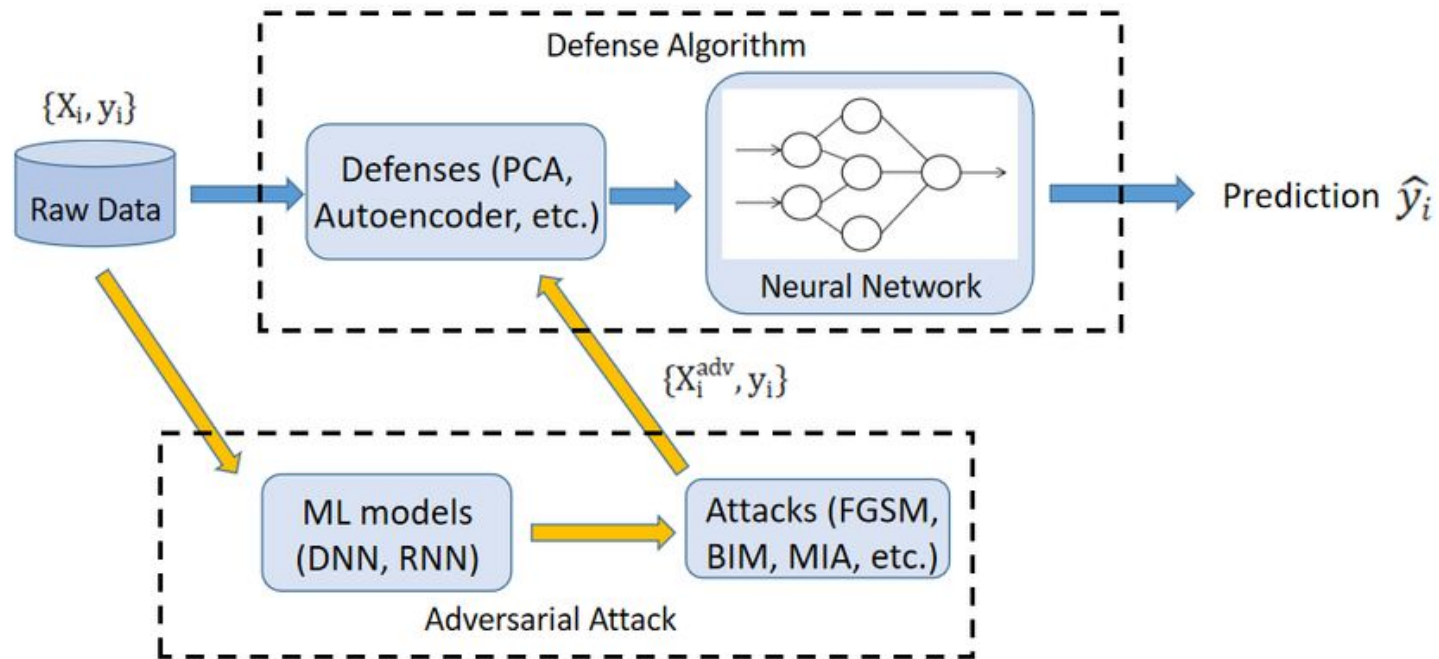 Defense Algorithm
{Xᵢ, yᵢ}
Raw Data
Defenses (PCA,
Autoencoder, etc.)
Neural Network
Prediction ŷᵢ
{Xᵢᵃᵈᵛ, yᵢ}
ML models
(DNN, RNN)
Attacks (FGSM,
BIM, MIA, etc.)
Adversarial Attack